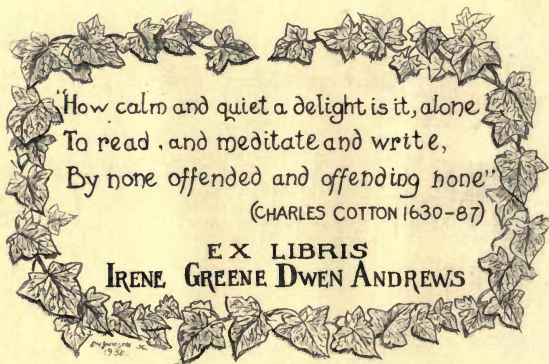 "How calm and quiet a delight is it, alone
To read, and meditate and write,
By none offended and offending none"
(CHARLES COTTON 1630-87)
EX LIBRIS
IRENE GREENE DWEN ANDREWS
1938